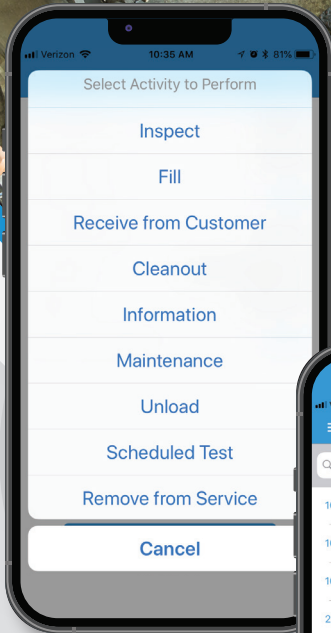 Verizon 10:35 AM 81%
Select Activity to Perform
Inspect
Fill
Receive from Customer
Cleanout
Information
Maintenance
Unload
Scheduled Test
Remove from Service
Cancel